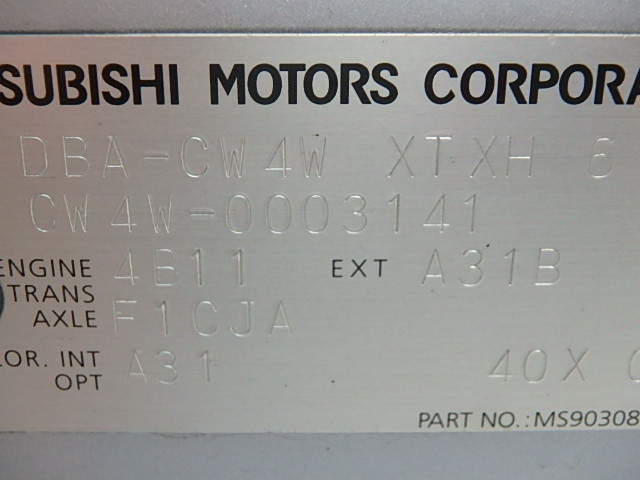 SUBISHI MOTORS CORPORA
DBA-CW4W XTXH 6
CW4W-0003141
ENGINE 4B11 EXT A31B
TRANS
AXLE F1CJA
LOR. INT A31 40X
OPT
PART NO.:MS90308